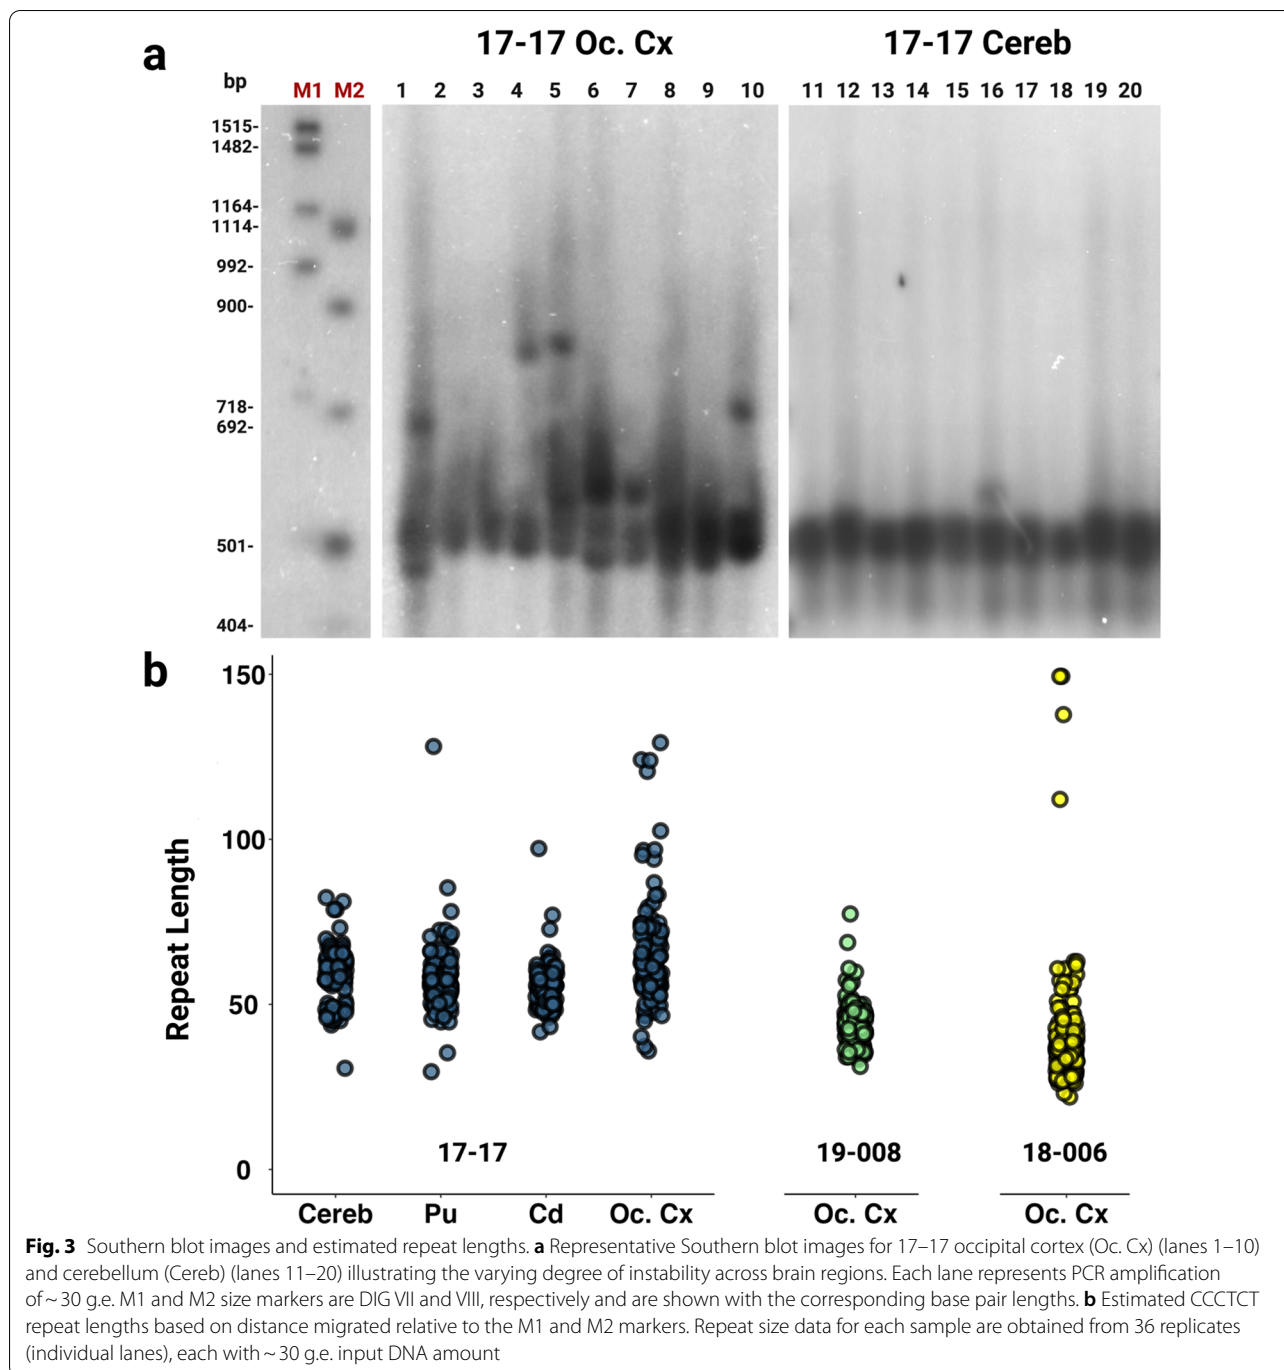 a
17-17 Oc. Cx
17-17 Cereb
bp
M1 M2 1 2 3 4 5 6 7 8 9 10 11 12 13 14 15 16 17 18 19 20
1515-
1482-
1164-
1114-
992-
900-
718-
692-
501-
404-
b
Repeat Length
150
100
50
0
17-17 19-008 18-006
Cereb Pu Cd Oc. Cx Oc. Cx Oc. Cx
Fig. 3 Southern blot images and estimated repeat lengths. a Representative Southern blot images for 17–17 occipital cortex (Oc. Cx) (lanes 1–10)
and cerebellum (Cereb) (lanes 11–20) illustrating the varying degree of instability across brain regions. Each lane represents PCR amplification
of ~ 30 g.e. M1 and M2 size markers are DIG VII and VIII, respectively and are shown with the corresponding base pair lengths. b Estimated CCCTCT
repeat lengths based on distance migrated relative to the M1 and M2 markers. Repeat size data for each sample are obtained from 36 replicates
(individual lanes), each with ~ 30 g.e. input DNA amount